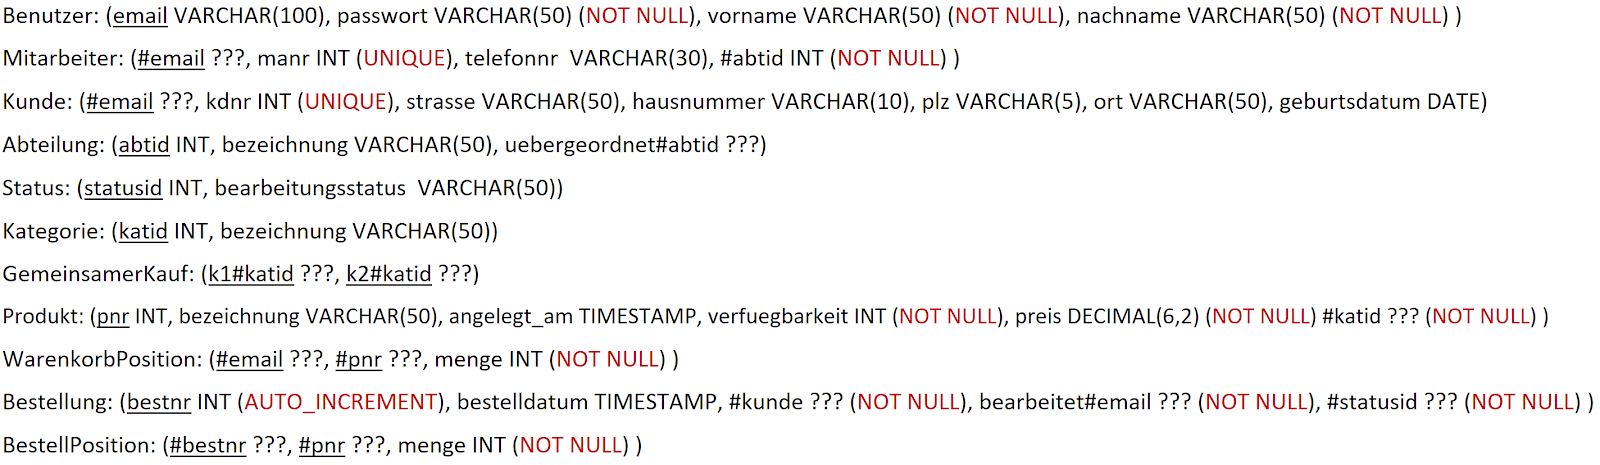 Benutzer: (email VARCHAR(100), passwort VARCHAR(50) (NOT NULL), vorname VARCHAR(50) (NOT NULL), nachname VARCHAR(50) (NOT NULL) )
Mitarbeiter: (#email ???, manr INT (UNIQUE), telefonnr VARCHAR(30), #abtid INT (NOT NULL) )
Kunde: (#email ???, kdnr INT (UNIQUE), strasse VARCHAR(50), hausnummer VARCHAR(10), plz VARCHAR(5), ort VARCHAR(50), geburtsdatum DATE)
Abteilung: (abtid INT, bezeichnung VARCHAR(50), uebergeordnet#abtid ???)
Status: (statusid INT, bearbeitungsstatus VARCHAR(50))
Kategorie: (katid INT, bezeichnung VARCHAR(50))
GemeinsamerKauf: (k1#katid ???, k2#katid ???)
Produkt: (pnr INT, bezeichnung VARCHAR(50), angelegt_am TIMESTAMP, verfuegbarkeit INT (NOT NULL), preis DECIMAL(6,2) (NOT NULL) #katid ??? (NOT NULL) )
WarenkorbPosition: (#email ???, #pnr ???, menge INT (NOT NULL) )
Bestellung: (bestnr INT (AUTO_INCREMENT), bestelldatum TIMESTAMP, #kunde ??? (NOT NULL), bearbeitet#email ??? (NOT NULL), #statusid ??? (NOT NULL) )
BestellPosition: (#bestnr ???, #pnr ???, menge INT (NOT NULL) )